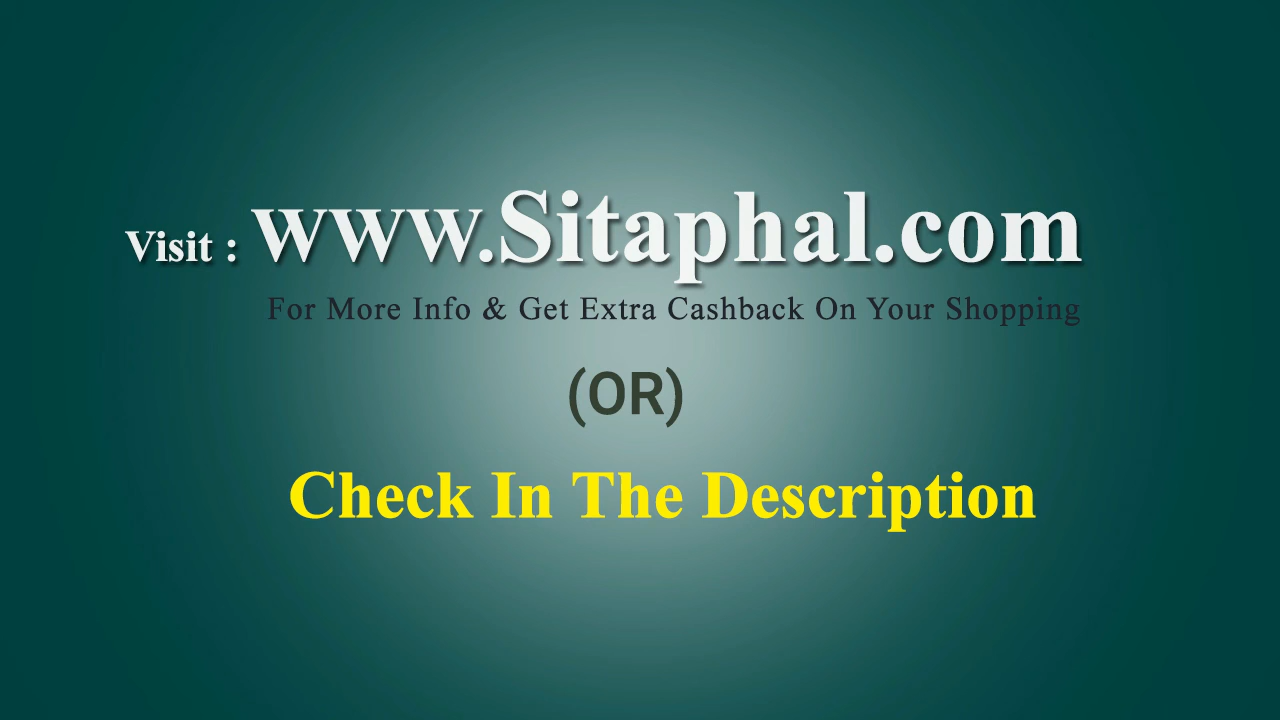 Visit : www.Sitaphal.com
For More Info & Get Extra Cashback On Your Shopping
(OR)
Check In The Description